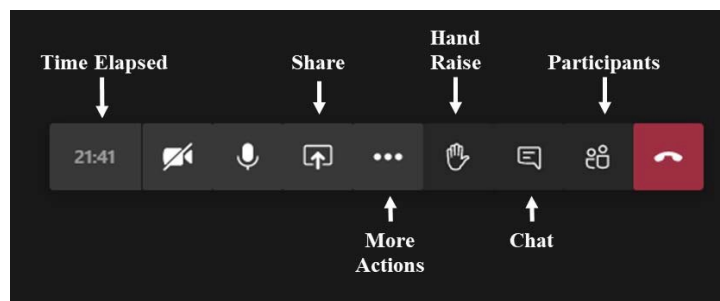 Hand
Time Elapsed Share Raise Participants
21:41
More Chat
Actions